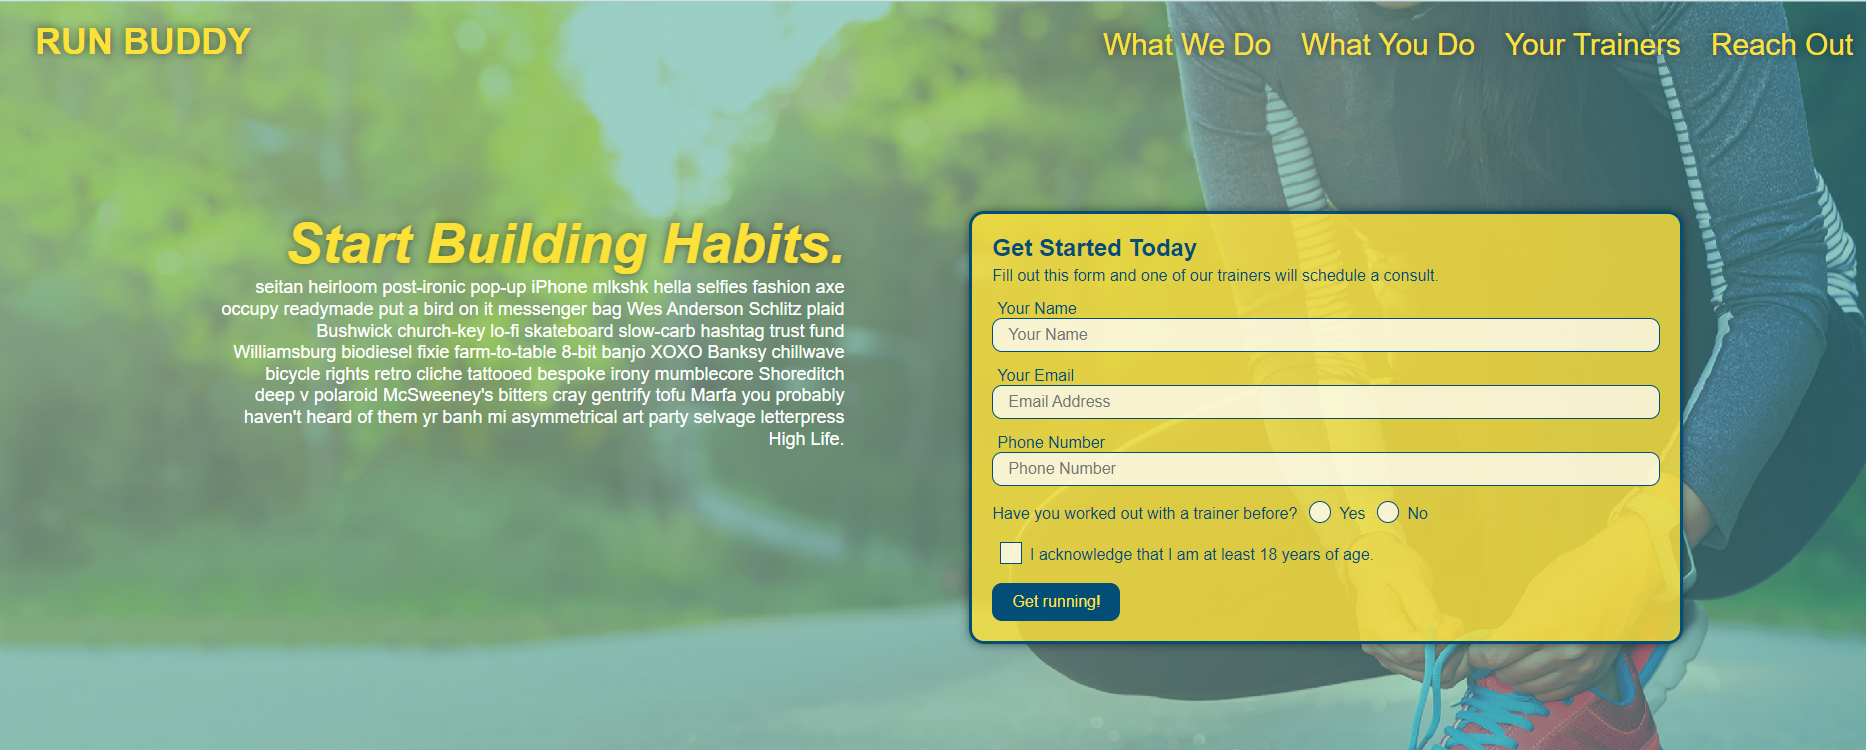 RUN BUDDY
What We Do What You Do Your Trainers Reach Out
Start Building Habits.
seitan heirloom post-ironic pop-up iPhone mlkshk hella selfies fashion axe
occupy readymade put a bird on it messenger bag Wes Anderson Schlitz plaid
Bushwick church-key lo-fi skateboard slow-carb hashtag trust fund
Williamsburg biodiesel fixie farm-to-table 8-bit banjo XOXO Banksy chillwave
bicycle rights retro cliche tattooed bespoke irony mumblecore Shoreditch
deep v polaroid McSweeney's bitters cray gentrify tofu Marfa you probably
haven't heard of them yr banh mi asymmetrical art party selvage letterpress
High Life.
Get Started Today
Fill out this form and one of our trainers will schedule a consult.
Your Name
Your Name
Your Email
Email Address
Phone Number
Phone Number
Have you worked out with a trainer before? Yes No
I acknowledge that I am at least 18 years of age.
Get running!